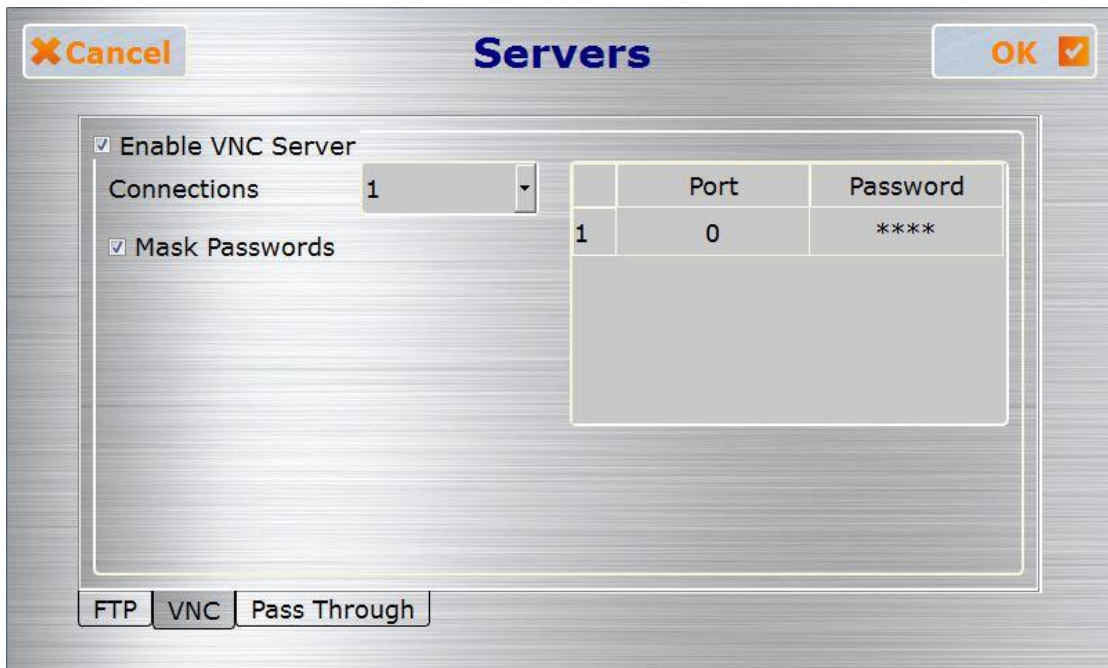 Cancel
Servers
OK
Enable VNC Server
Connections
1
Mask Passwords
Port Password
1 0 ****
FTP VNC Pass Through